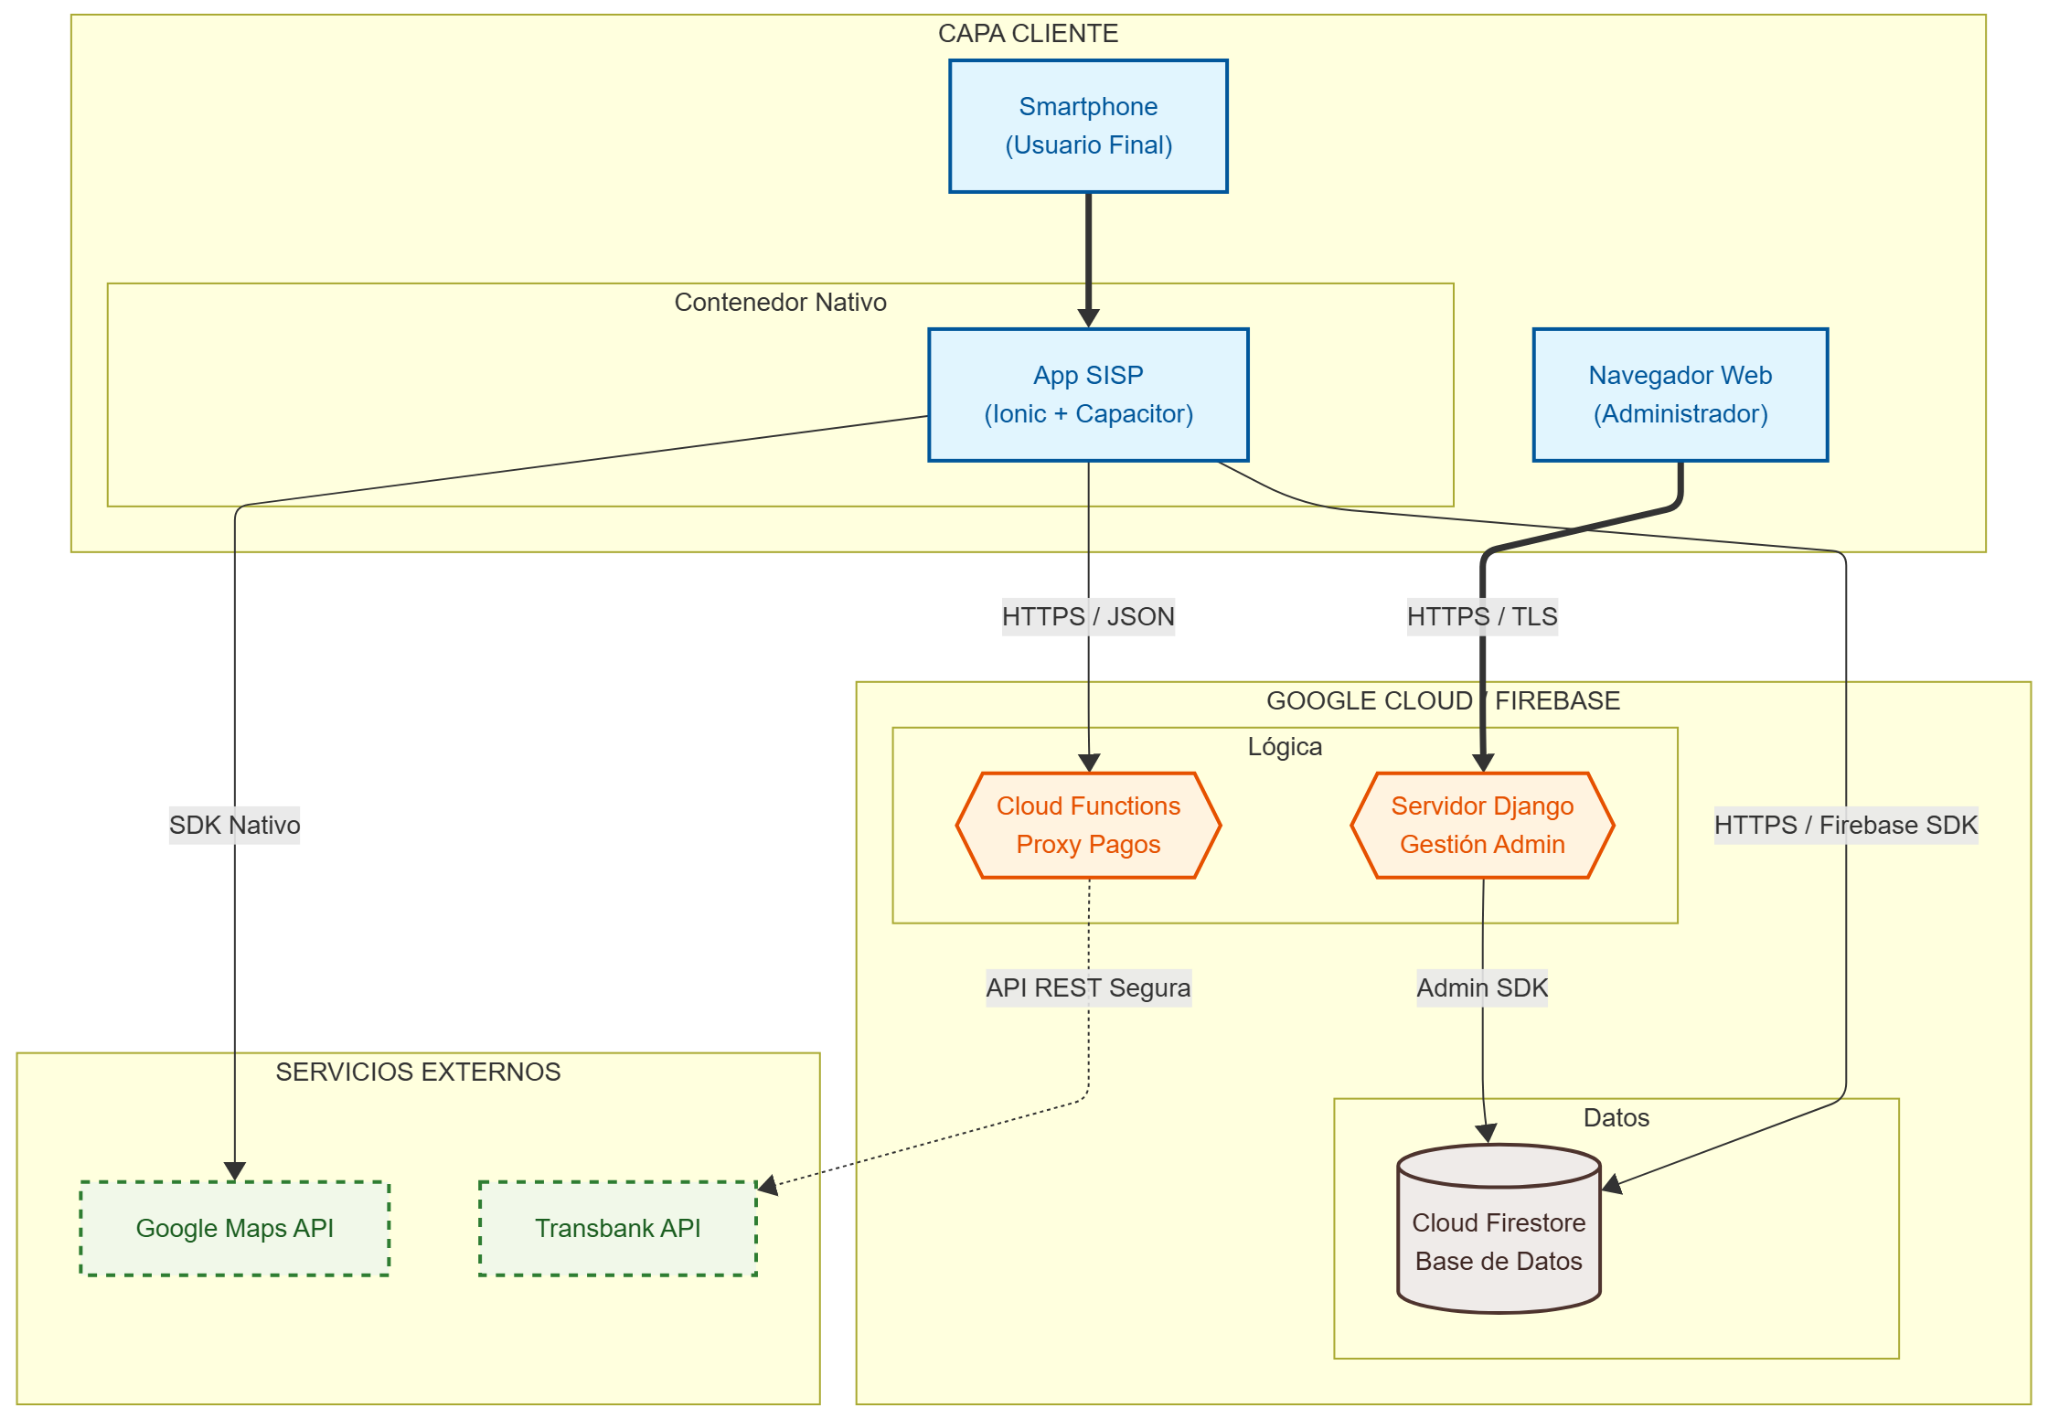 CAPA CLIENTE
Smartphone
(Usuario Final)
Contenedor Nativo
App SISP
(Ionic + Capacitor)
Navegador Web
(Administrador)
HTTPS / JSON
HTTPS / TLS
GOOGLE CLOUD / FIREBASE
Lógica
Cloud Functions
Proxy Pagos
Servidor Django
Gestión Admin
SDK Nativo
HTTPS / Firebase SDK
API REST Segura
Admin SDK
SERVICIOS EXTERNOS
Google Maps API
Transbank API
Datos
Cloud Firestore
Base de Datos